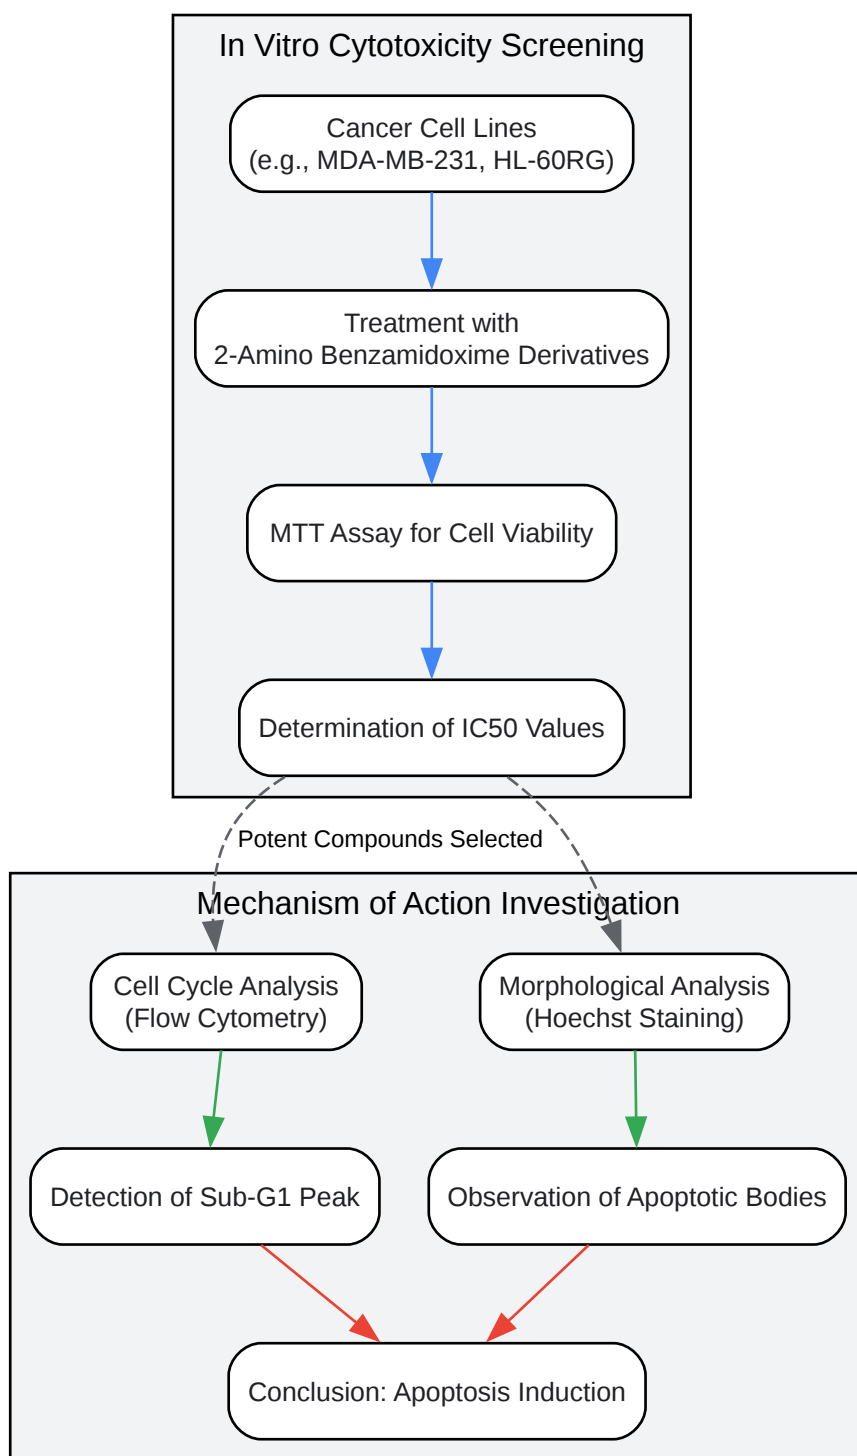 In Vitro Cytotoxicity Screening
Cancer Cell Lines
(e.g., MDA-MB-231, HL-60RG)
Treatment with
2-Amino Benzamidoxime Derivatives
MTT Assay for Cell Viability
Determination of IC50 Values
Potent Compounds Selected
Mechanism of Action Investigation
Cell Cycle Analysis
(Flow Cytometry)
Morphological Analysis
(Hoechst Staining)
Detection of Sub-G1 Peak
Observation of Apoptotic Bodies
Conclusion: Apoptosis Induction